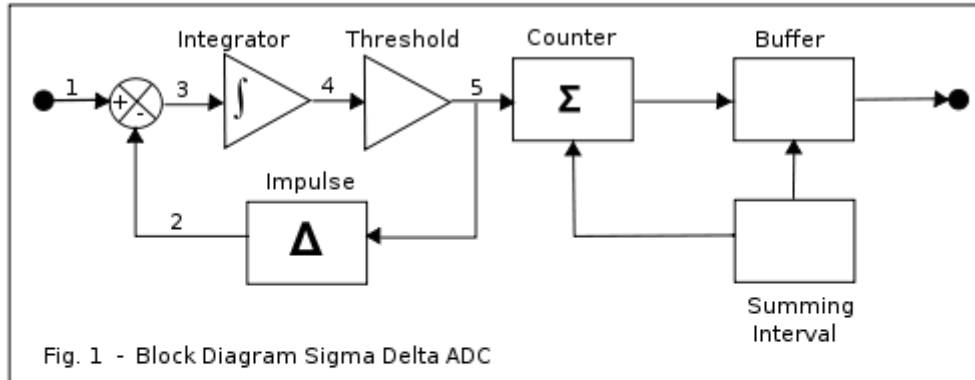 Integrator
Threshold
Counter
Buffer
1
3
4
5
+
-
∫
Σ
Impulse
2
Δ
Summing
Interval
Fig. 1 - Block Diagram Sigma Delta ADC